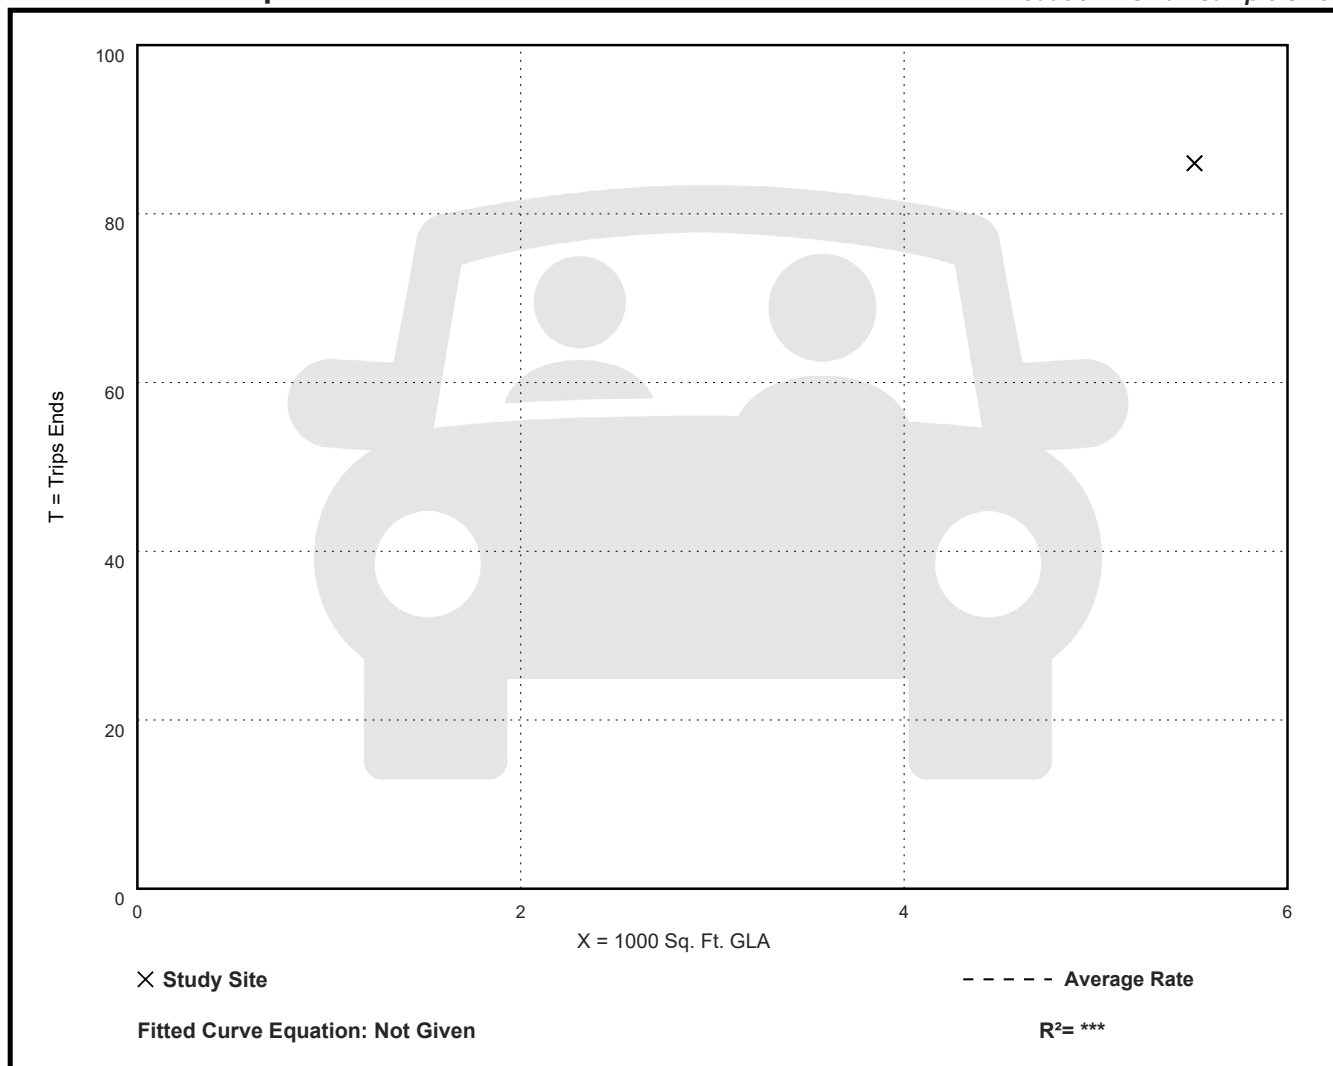 100
80
60
40
20
0
T = Trips Ends
0 2 4 6
X = 1000 Sq. Ft. GLA
Study Site
Average Rate
Fitted Curve Equation: Not Given
R²= ***